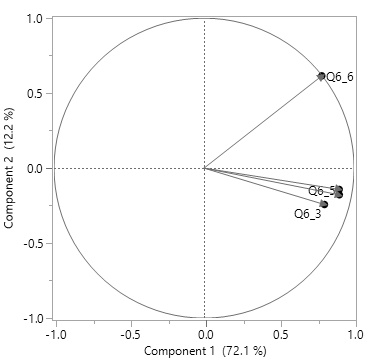 1.0
Q6_6
0.5
0.0
Q6_5
Q6_3
-0.5
-1.0
Component 2 (12.2 %)
-1.0 -0.5 0.0 0.5 1.0
Component 1 (72.1 %)